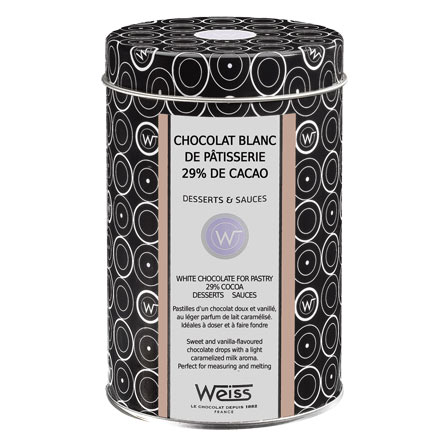 CHOCOLAT BLANC
DE PÂTISSERIE
29% DE CACAO
DESSERTS & SAUCES
W
WHITE CHOCOLATE FOR PASTRY
29% COCOA
DESSERTS SAUCES
Pastilles d'un chocolat doux et vanillé,
au léger parfum de lait caramélisé.
Idéales à doser et à faire fondre
Sweet and vanilla-flavoured
chocolate drops with a light
caramelized milk aroma.
Perfect for measuring and melting
Weiss
LE CHOCOLAT DEPUIS 1882
FRANCE